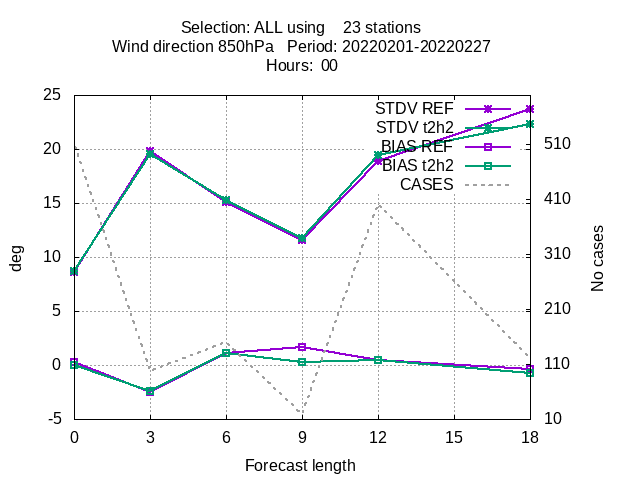 Selection: ALL using 23 stations
Wind direction 850hPa Period: 20220201-20220227
Hours: 00
25
20
15
10
5
0
-5
deg
STDV REF
STDV t2h2
BIAS REF
BIAS t2h2
CASES
510
410
310
210
110
10
No cases
0 3 6 9 12 15 18
Forecast length